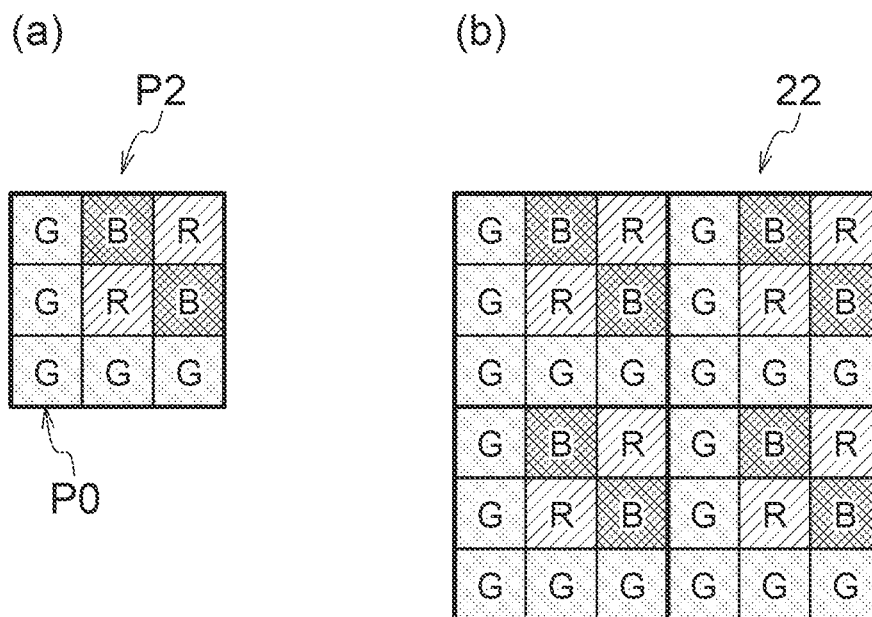 (a)
P2
G B R
G R B
G G G
P0
(b)
22
G B R G B R
G R B G R B
G G G G G G
G B R G B R
G R B G R B
G G G G G G